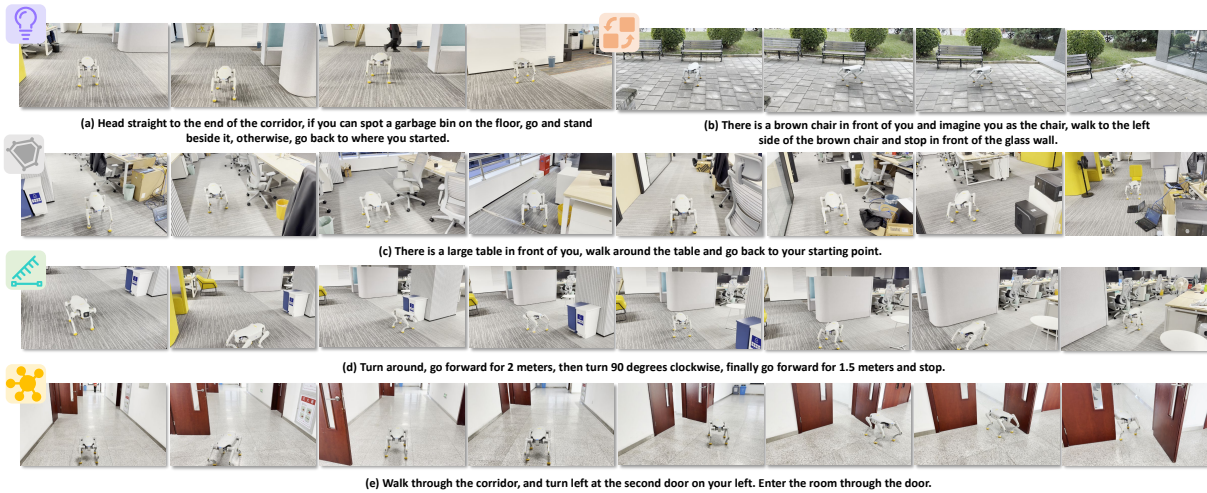 (a) Head straight to the end of the corridor, if you can spot a garbage bin on the floor, go and stand
beside it, otherwise, go back to where you started.
(b) There is a brown chair in front of you and imagine you as the chair, walk to the left
side of the brown chair and stop in front of the glass wall.
(c) There is a large table in front of you, walk around the table and go back to your starting point.
(d) Turn around, go forward for 2 meters, then turn 90 degrees clockwise, finally go forward for 1.5 meters and stop.
(e) Walk through the corridor, and turn left at the second door on your left. Enter the room through the door.